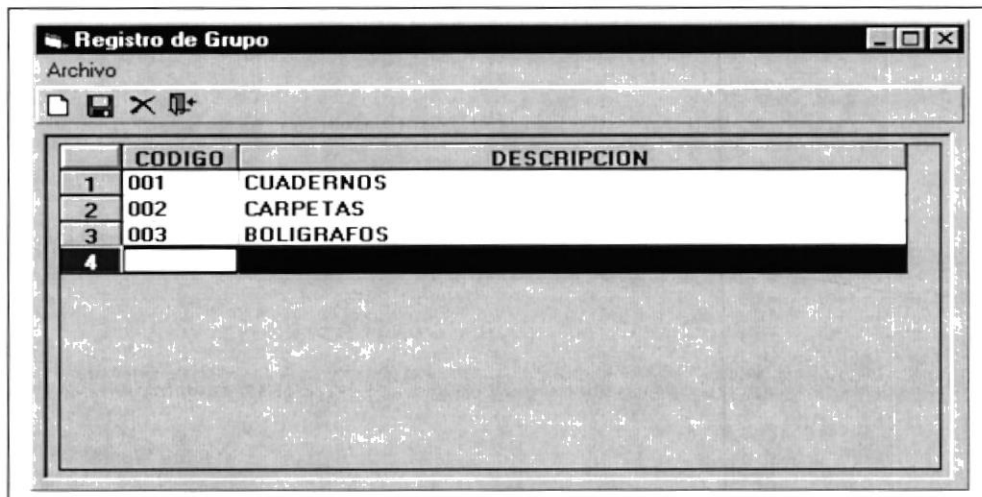 Registro de Grupo
Archivo
CODIGO DESCRIPCION
1 001 CUADERNOS
2 002 CARPETAS
3 003 BOLIGRAFOS
4